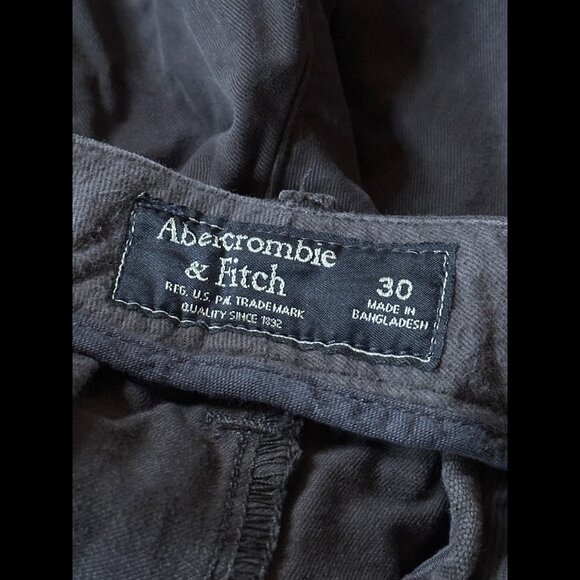 Abercrombie
& Fitch
REG. U.S. PAT. TRADEMARK
QUALITY SINCE 1892
30
MADE IN
BANGLADESH